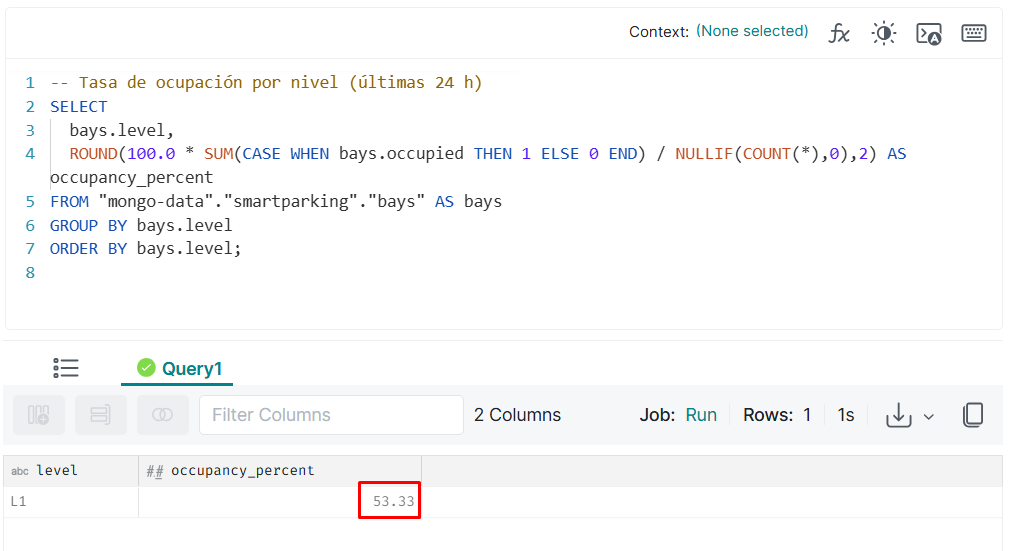 Context: (None selected) fx A
1 -- Tasa de ocupación por nivel (últimas 24 h)
2 SELECT
3 bays.level,
4 ROUND(100.0 * SUM(CASE WHEN bays.occupied THEN 1 ELSE 0 END) / NULLIF(COUNT(*),0),2) AS
occupancy_percent
5 FROM "mongo-data"."smartparking"."bays" AS bays
6 GROUP BY bays.level
7 ORDER BY bays.level;
8
Query1
Filter Columns 2 Columns Job: Run Rows: 1 1s
abc level ## occupancy_percent
L1 53.33